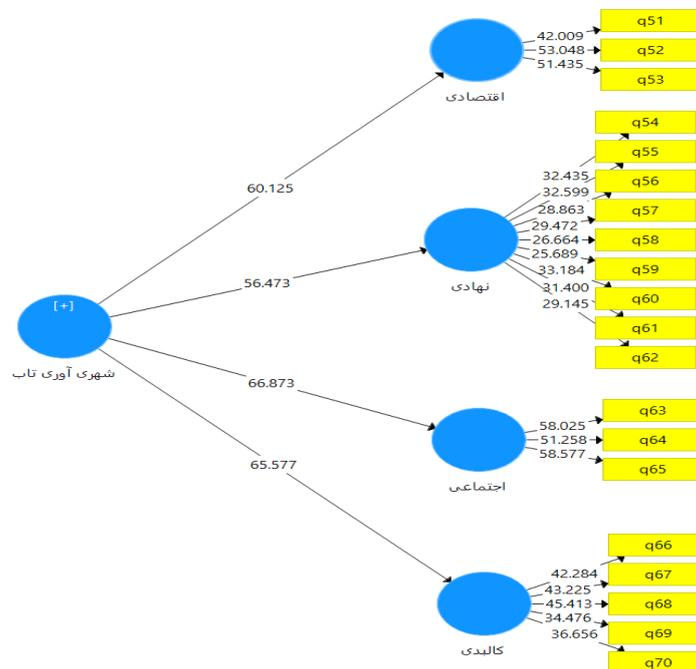 q51
42.009
53.048
q52
51.435
q53
اقتصادی
60.125
q54
q55
32.435
q56
32.599
28.863
q57
29.472
26.664
q58
25.689
q59
33.184
q60
31.400
29.145
q61
q62
نهادی
56.473
[+]
شهری آوری تاب
66.873
q63
58.025
51.258
q64
58.577
q65
اجتماعی
65.577
q66
42.284
q67
43.225
45.413
q68
34.476
q69
36.656
q70
کالبدی